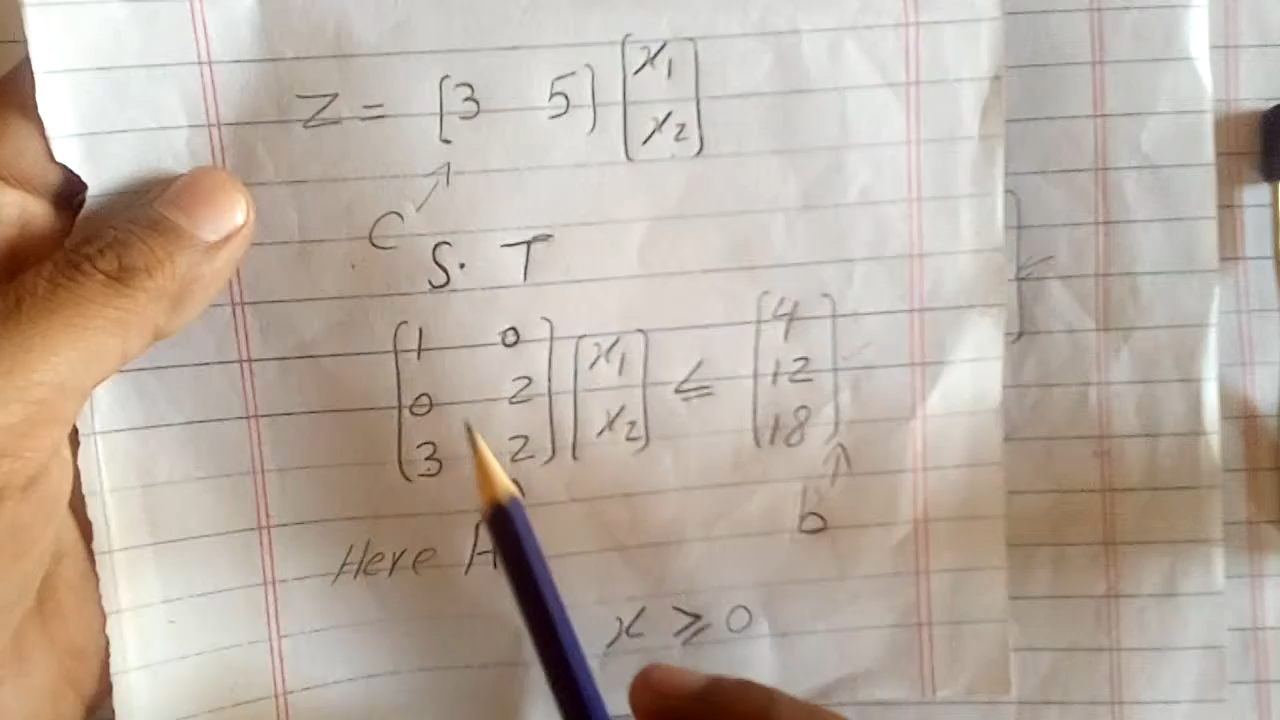 Z = [3 5] [x1 x2]
C
S. T
[1 0 0 2 3 2] [x1 x2] ≤ [4 12 18]
b
Here A
x ≥ 0